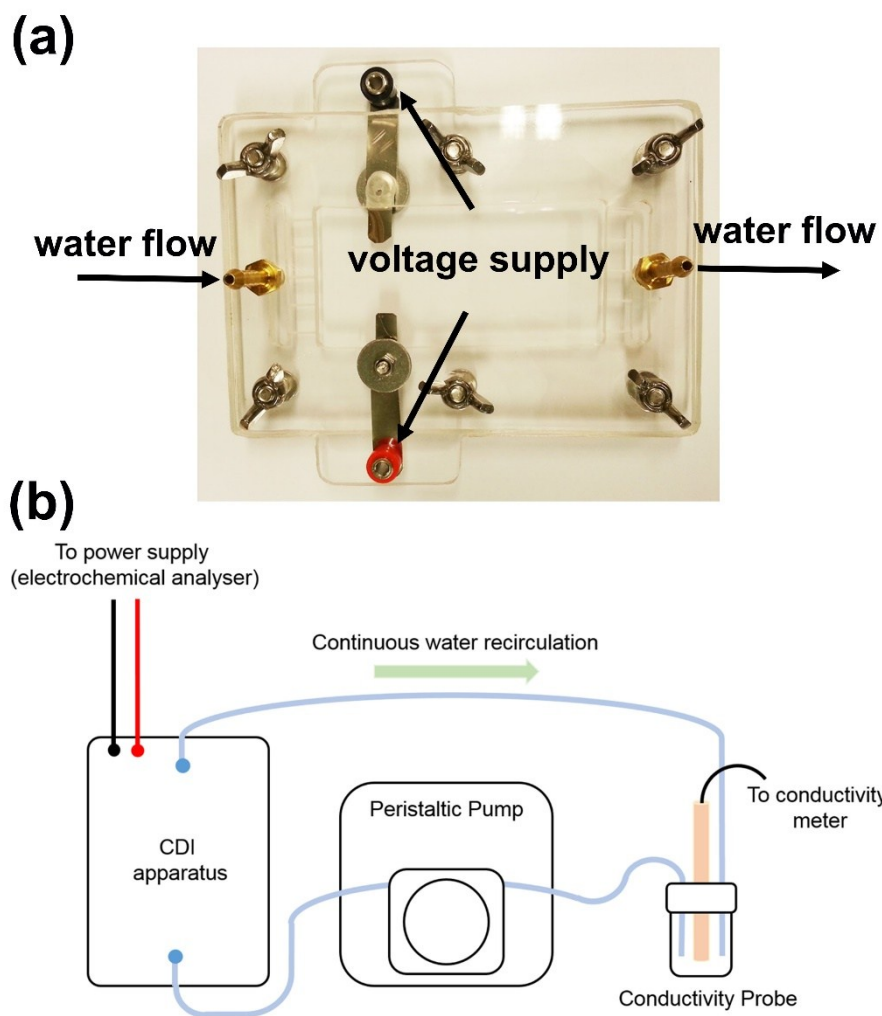 (a)
water flow
voltage supply
water flow
(b)
To power supply
(electrochemical analyser)
Continuous water recirculation
Peristaltic Pump
CDI
apparatus
To conductivity
meter
Conductivity Probe